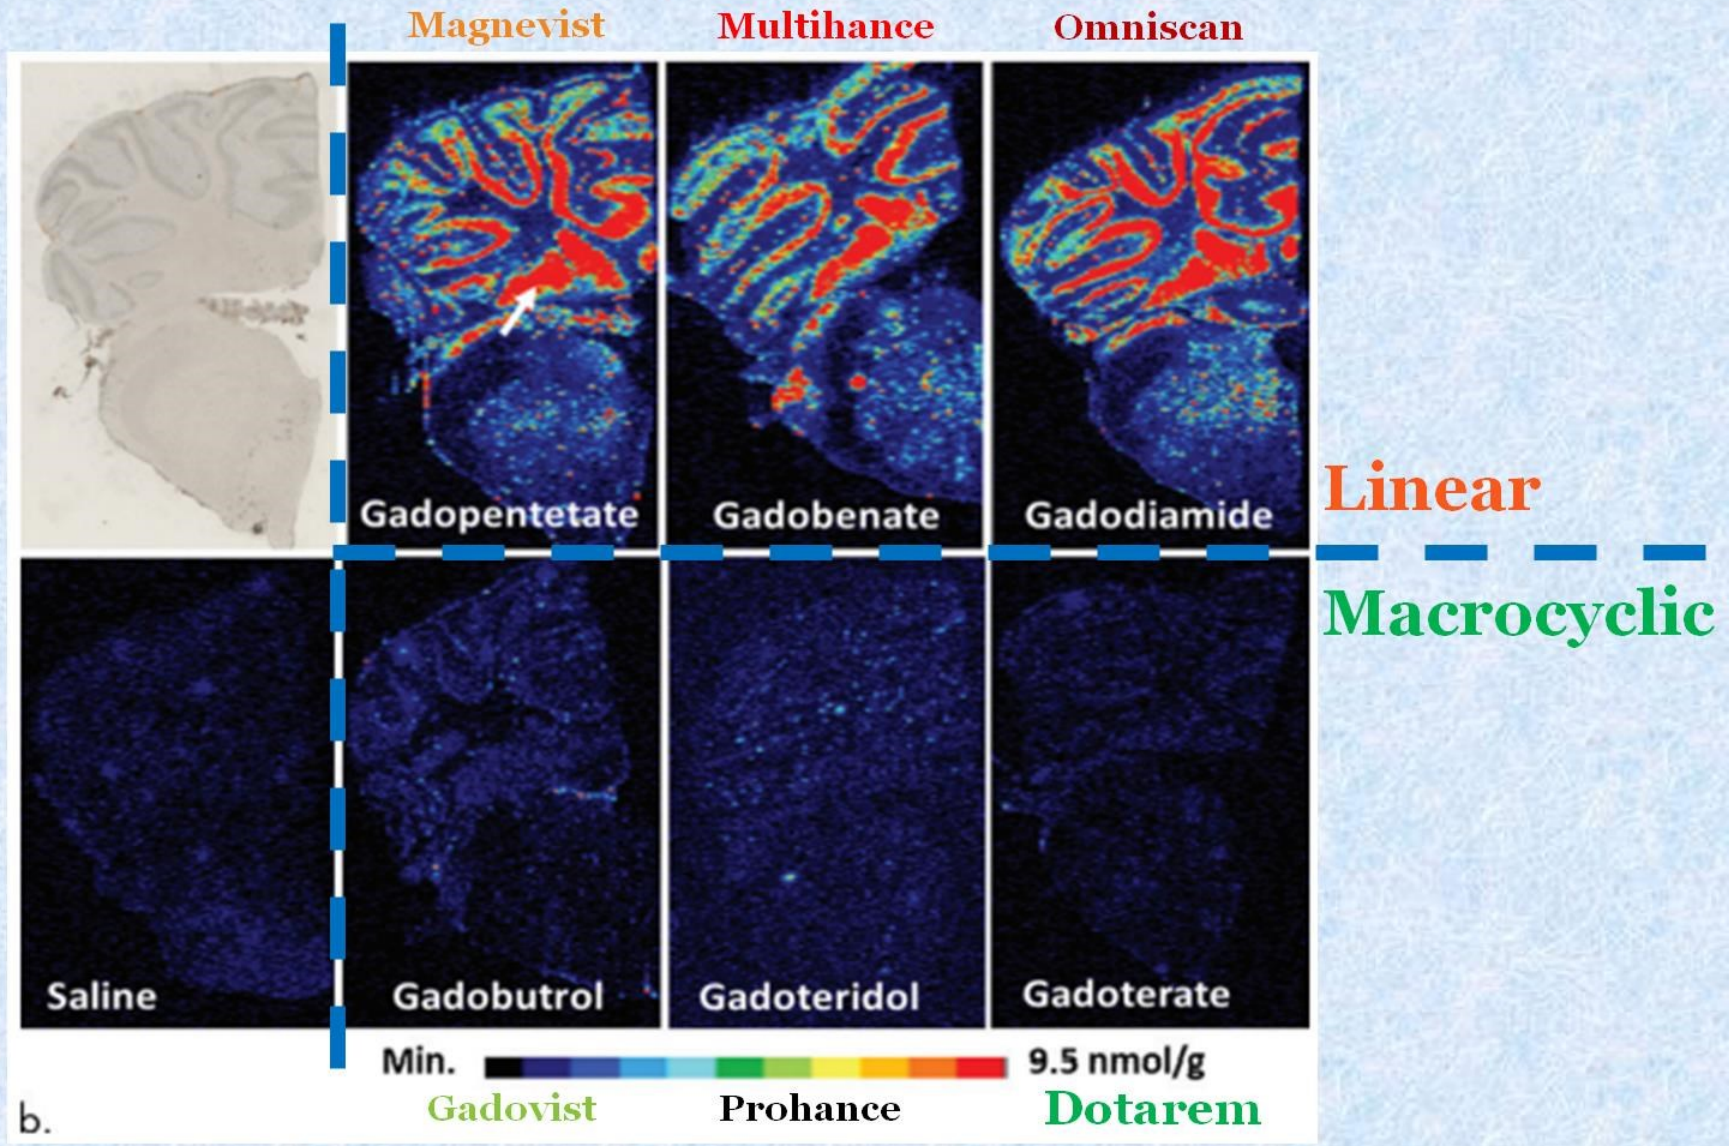 Magnevist
Multihance
Omniscan
Gadopentetate
Gadobenate
Gadodiamide
Linear
Macrocyclic
Saline
Gadobutrol
Gadoteridol
Gadoterate
Min.
9.5 nmol/g
Gadovist
Prohance
Dotarem
b.